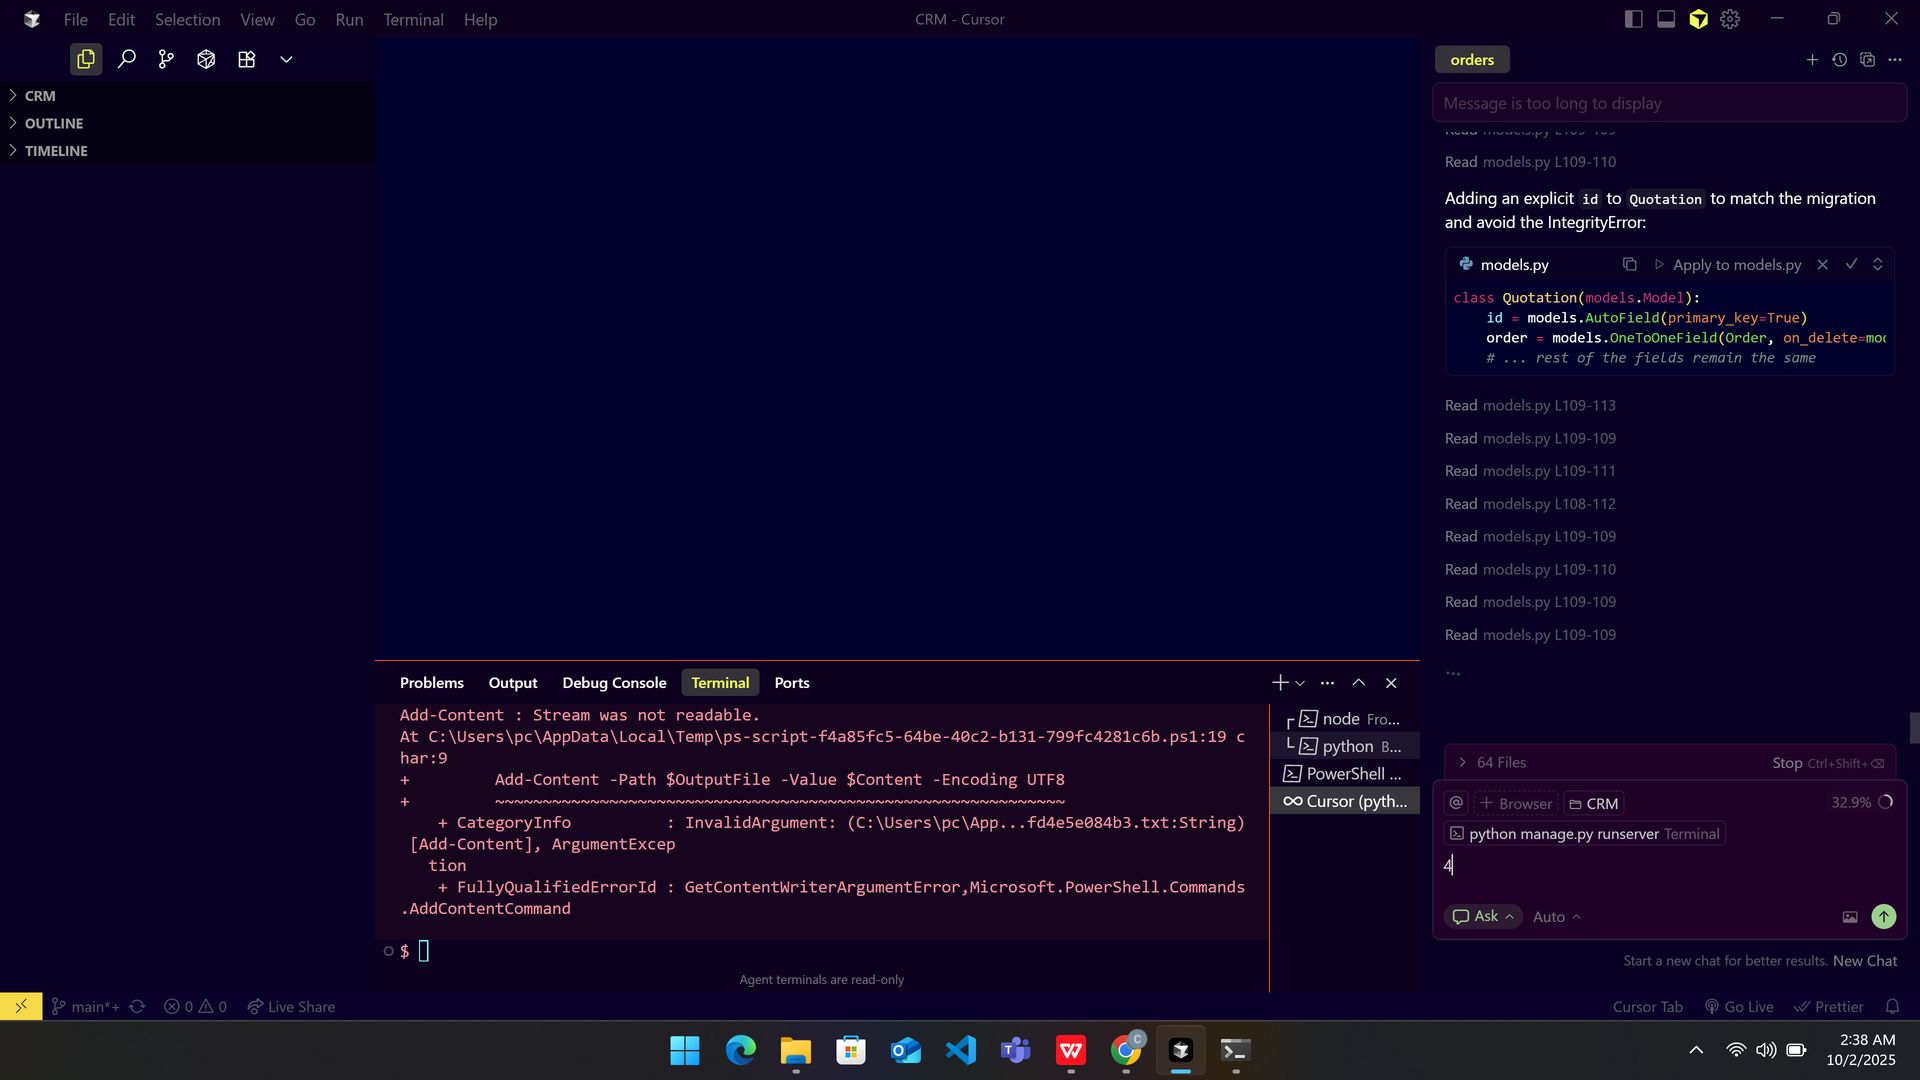 File Edit Selection View Go Run Terminal Help
CRM - Cursor
CRM
OUTLINE
TIMELINE
orders
Message is too long to display
Read models.py L109-109
Read models.py L109-110
Adding an explicit id to Quotation to match the migration
and avoid the IntegrityError:
models.py
Apply to models.py
class Quotation(models.Model):
id = models.AutoField(primary_key=True)
order = models.OneToOneField(Order, on_delete=mod
# ... rest of the fields remain the same
Read models.py L109-113
Read models.py L109-109
Read models.py L109-111
Read models.py L108-112
Read models.py L109-109
Read models.py L109-110
Read models.py L109-109
Read models.py L109-109
...
64 Files
Stop Ctrl+Shift+⌫
@ + Browser CRM 32.9%
python manage.py runserver Terminal
4
Ask Auto
Start a new chat for better results. New Chat
Problems Output Debug Console Terminal Ports
Add-Content : Stream was not readable.
At C:\Users\pc\AppData\Local\Temp\ps-script-f4a85fc5-64be-40c2-b131-799fc4281c6b.ps1:19 c
har:9
+         Add-Content -Path $OutputFile -Value $Content -Encoding UTF8
+         ~~~~~~~~~~~~~~~~~~~~~~~~~~~~~~~~~~~~~~~~~~~~~~~~~~~~~~~~~~~~
+ CategoryInfo          : InvalidArgument: (C:\Users\pc\App...fd4e5e084b3.txt:String)
[Add-Content], ArgumentExcep
tion
+ FullyQualifiedErrorId : GetContentWriterArgumentError,Microsoft.PowerShell.Commands
.AddContentCommand
$
Agent terminals are read-only
node Fro...
python B...
PowerShell ...
Cursor (pyth...
main*+ 0 0 Live Share
Cursor Tab Go Live Prettier
2:38 AM
10/2/2025